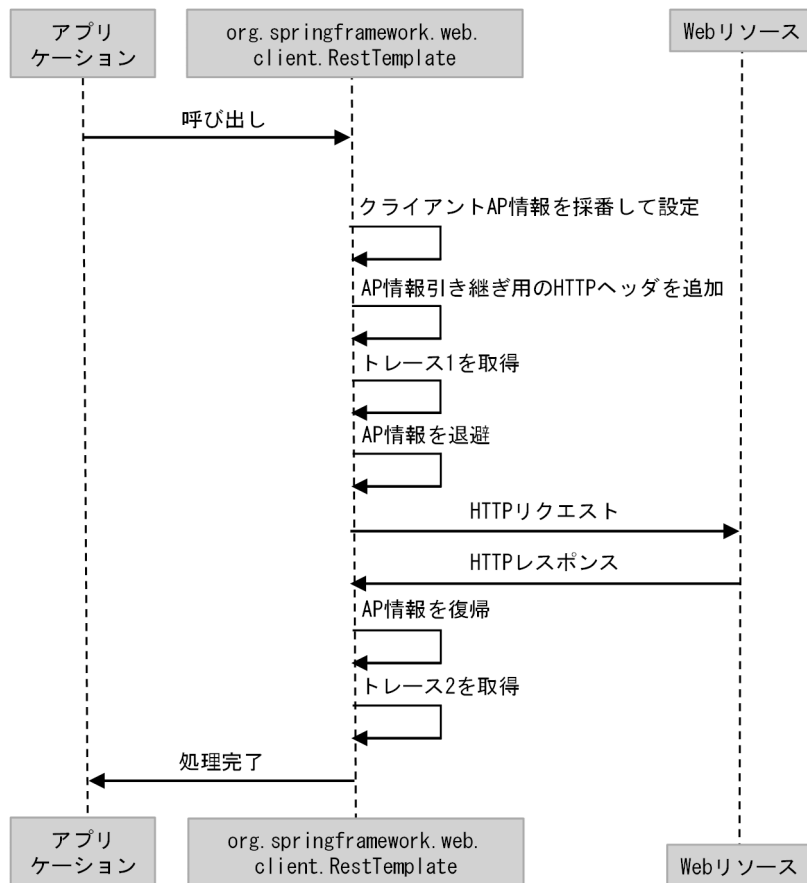 アプリ
ケーション
org.springframework.web.
client.RestTemplate
Webリソース
呼び出し
クライアントAP情報を採番して設定
AP情報引き継ぎ用のHTTPヘッダを追加
トレース1を取得
AP情報を退避
HTTPリクエスト
HTTPレスポンス
AP情報を復帰
トレース2を取得
処理完了
アプリ
ケーション
org.springframework.web.
client.RestTemplate
Webリソース